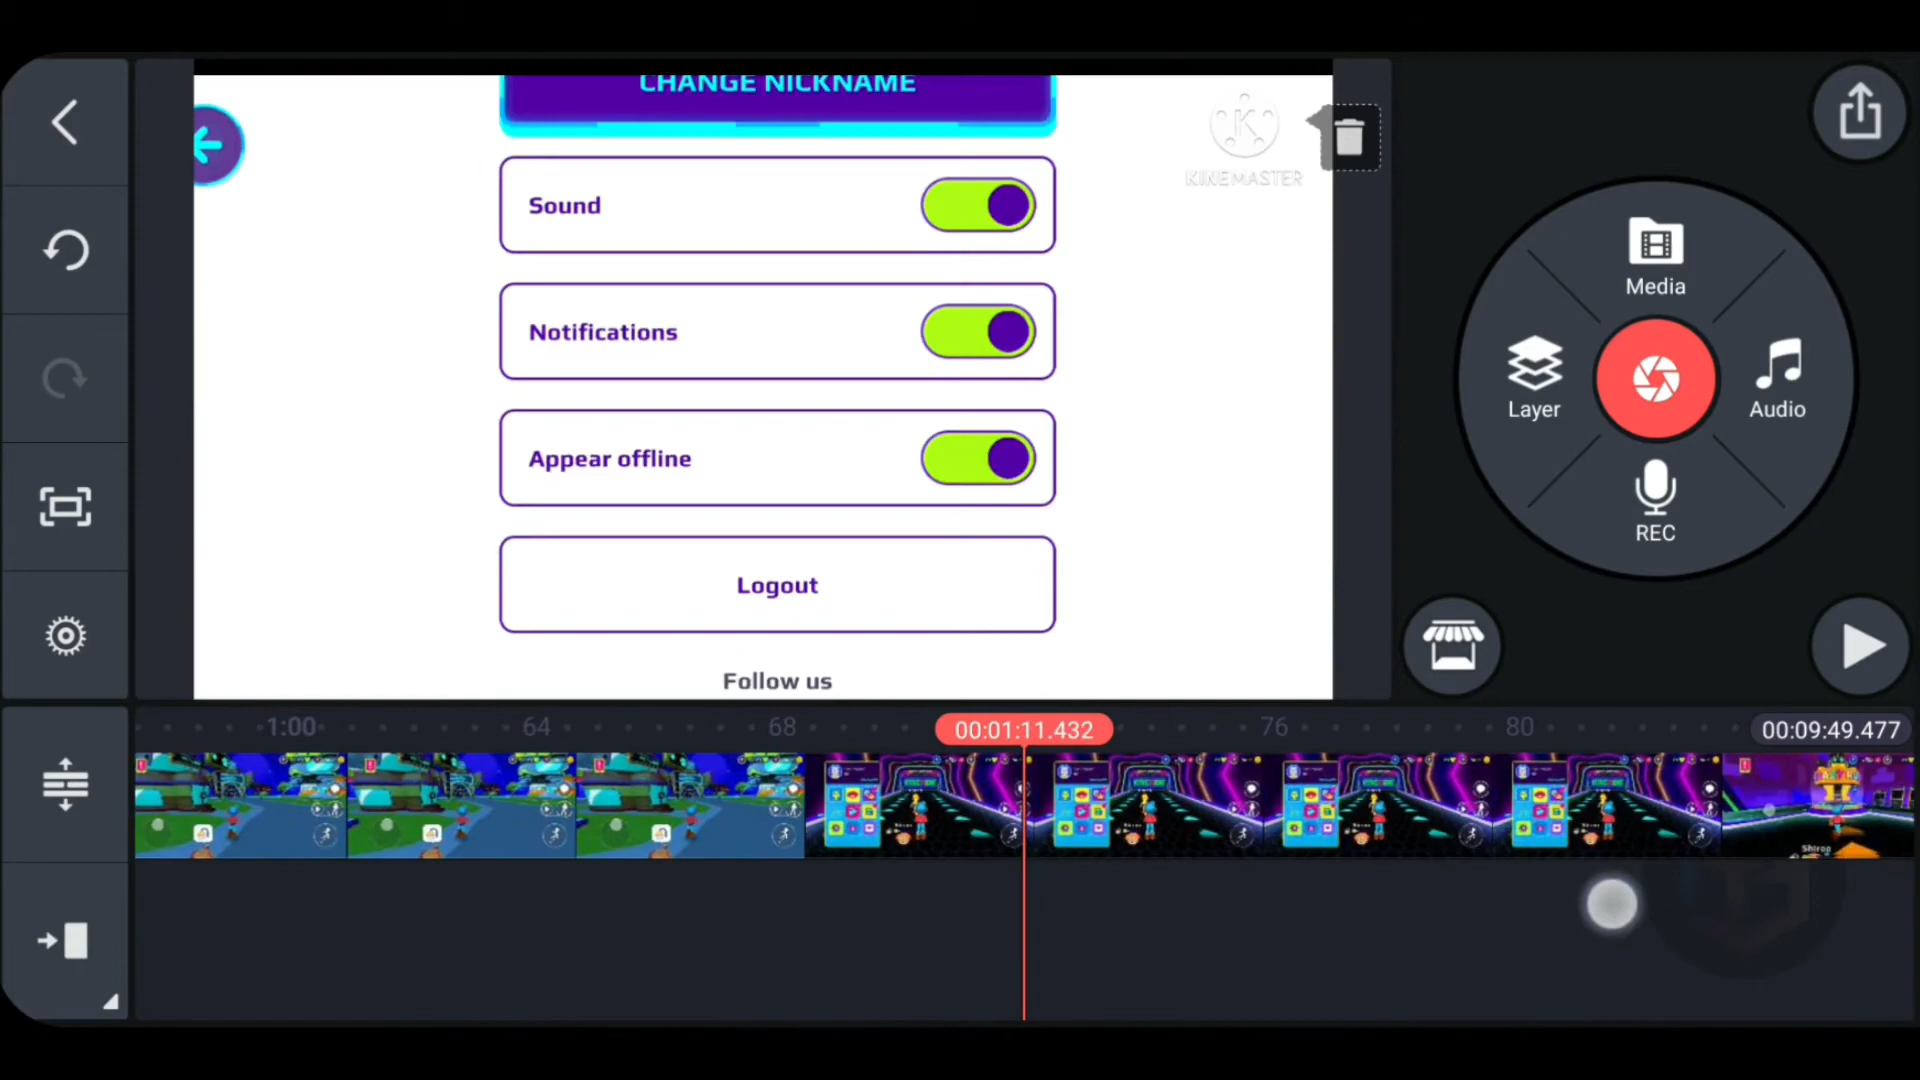 CHANGE NICKNAME
KINEMASTER
Sound
Notifications
Appear offline
Logout
Follow us
Media
Layer
Audio
REC
1:00
64
68
00:01:11.432
76
80
00:09:49.477